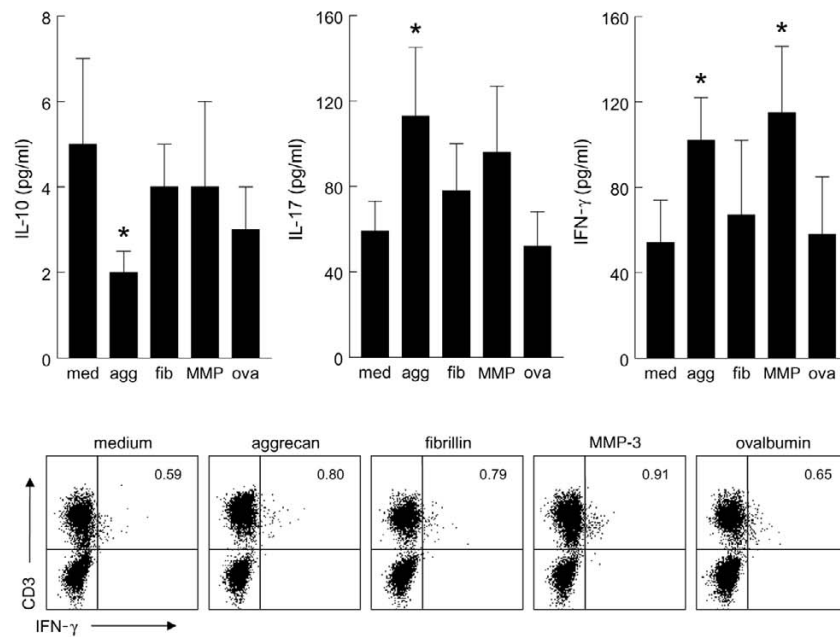 8
6
4
2
0
IL-10 (pg/ml)
*
med agg fib MMP ova
160
120
80
40
0
IL-17 (pg/ml)
*
med agg fib MMP ova
160
120
80
40
0
IFN-γ (pg/ml)
* *
med agg fib MMP ova
medium aggrecan fibrillin MMP-3 ovalbumin
0.59 0.80 0.79 0.91 0.65
CD3
IFN-γ